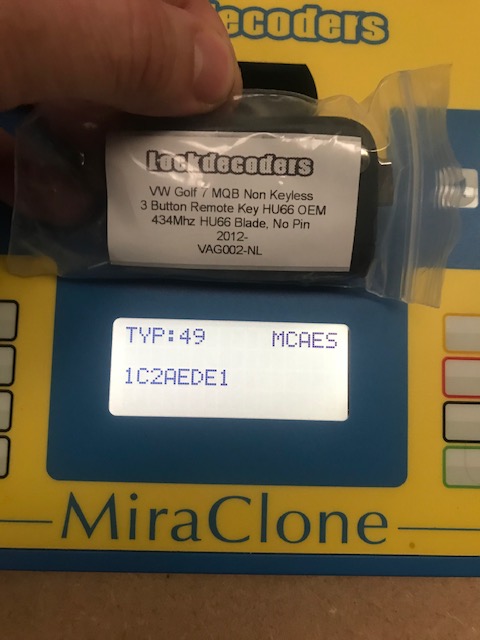 ecoders
Lockdecoders
VW Golf 7 MQB Non Keyless
3 Button Remote Key HU66 OEM
434Mhz HU66 Blade, No Pin
2012-
VAG002-NL
TYP:49 MCAES
1C2AEDE1
MiraClone